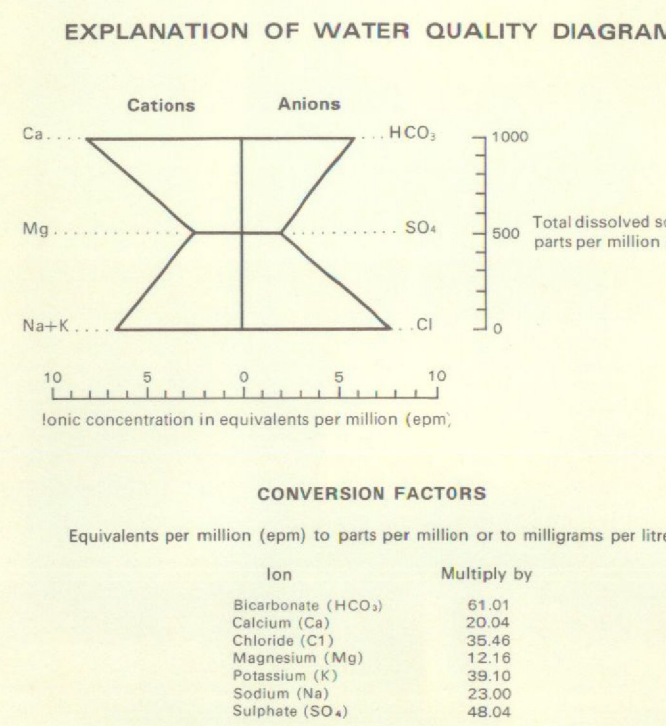 EXPLANATION OF WATER QUALITY DIAGRAM
Cations Anions
Ca.... ...HCO₃
1000
Mg............ ............SO₄
500 Total dissolved
parts per million
Na+K.... ..Cl
0
10 5 0 5 10
Ionic concentration in equivalents per million (epm)
CONVERSION FACTORS
Equivalents per million (epm) to parts per million or to milligrams per litre
Ion Multiply by
Bicarbonate (HCO₃) 61.01
Calcium (Ca) 20.04
Chloride (C1) 35.46
Magnesium (Mg) 12.16
Potassium (K) 39.10
Sodium (Na) 23.00
Sulphate (SO₄) 48.04